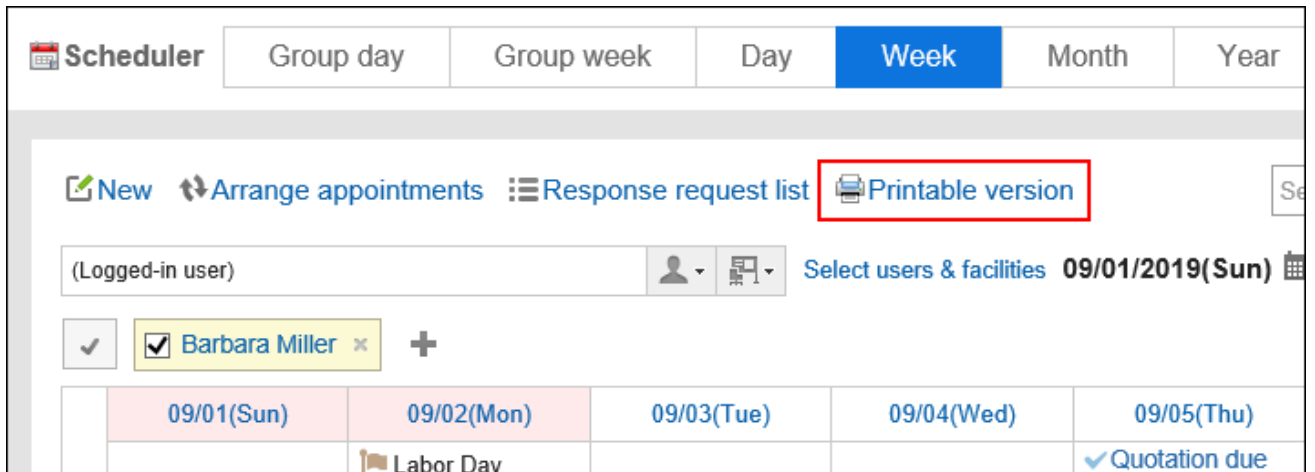 Scheduler Group day Group week Day Week Month Year
New Arrange appointments Response request list Printable version Se
(Logged-in user) Select users & facilities 09/01/2019(Sun)
Barbara Miller ×
09/01(Sun) 09/02(Mon) 09/03(Tue) 09/04(Wed) 09/05(Thu)
Labor Day Quotation due